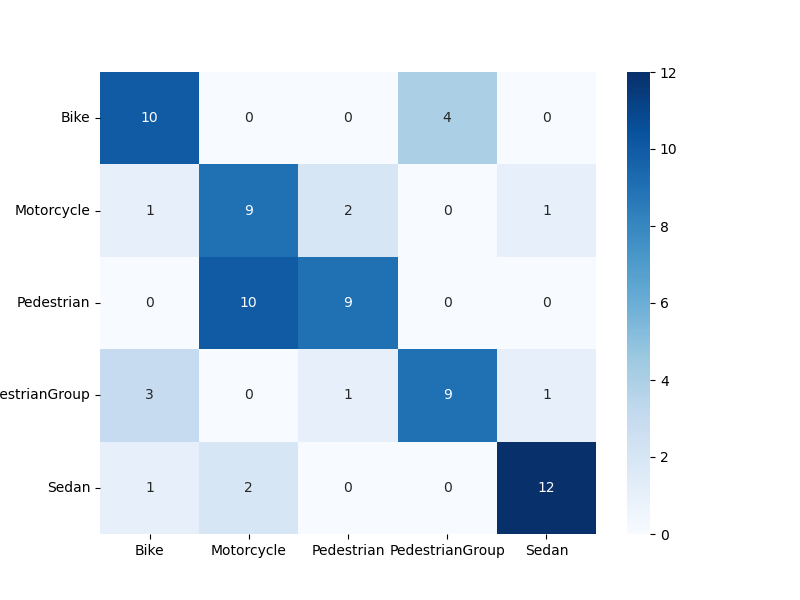 Bike 10 0 0 4 0
Motorcycle 1 9 2 0 1
Pedestrian 0 10 9 0 0
estrianGroup 3 0 1 9 1
Sedan 1 2 0 0 12
Bike Motorcycle Pedestrian PedestrianGroup Sedan
12
10
8
6
4
2
0